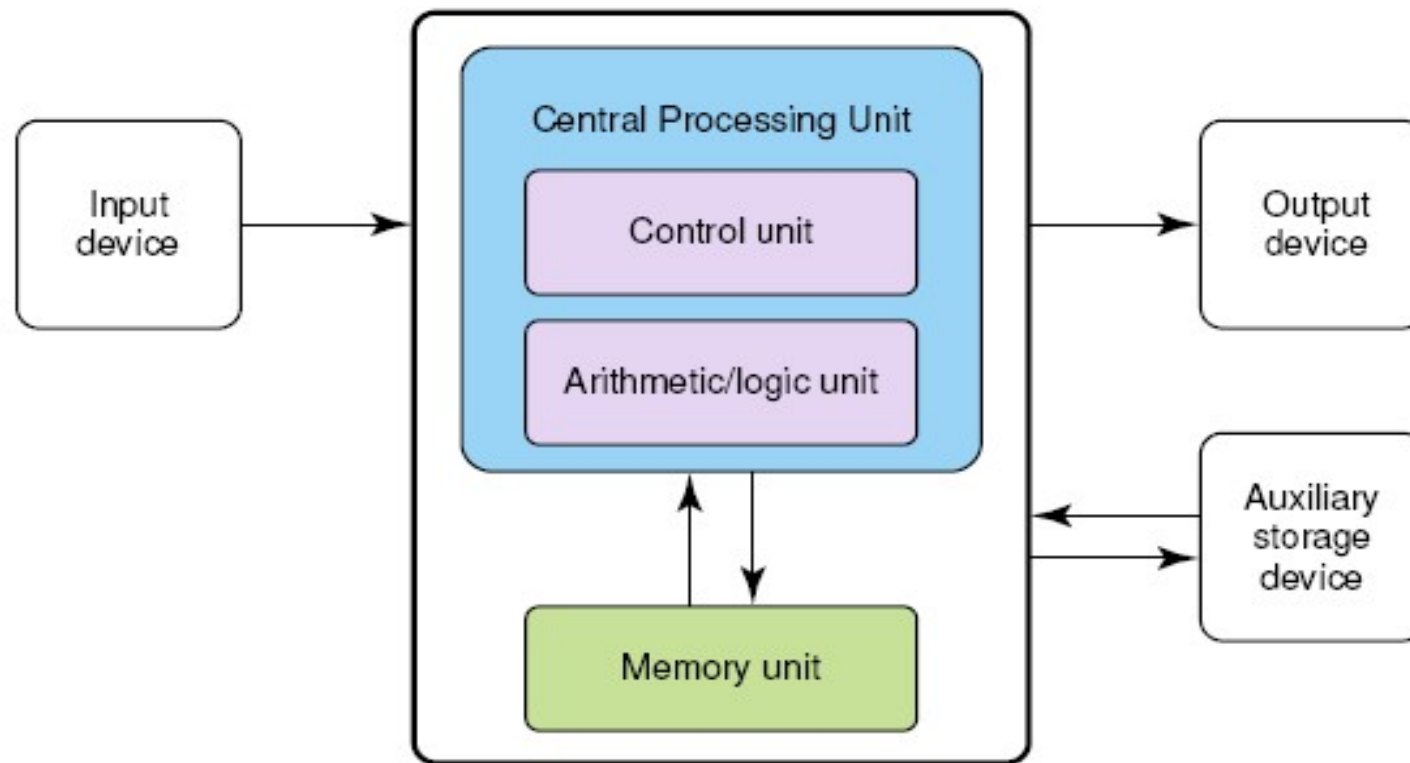 Central Processing Unit
Input
device
Control unit
Output
device
Arithmetic/logic unit
Auxiliary
storage
device
Memory unit